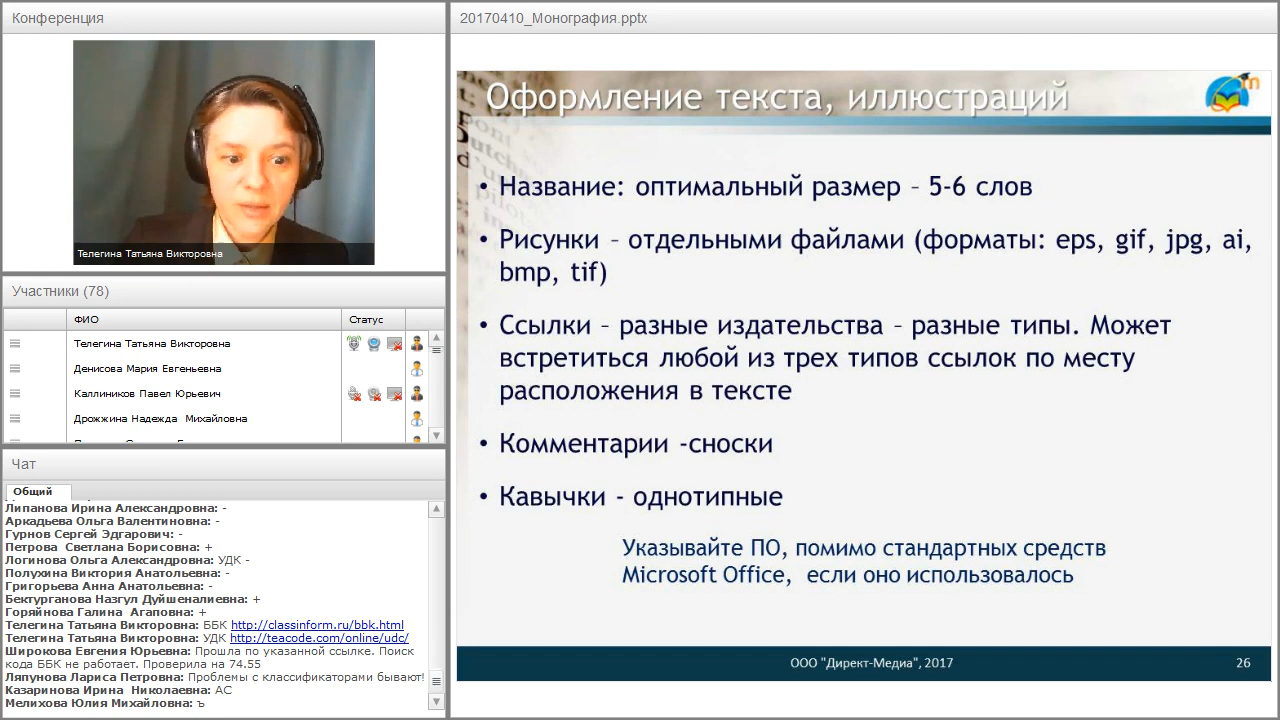 Конференция
Телегина Татьяна Викторовна
Участники (78)
ФИО
Статус
Телегина Татьяна Викторовна
Денисова Мария Евгеньевна
Каллиников Павел Юрьевич
Дрожжина Надежда Михайловна
Чат
Общий
Липанова Ирина Александровна: -
Аркадьева Ольга Валентиновна: -
Гурнов Сергей Эдгарович: -
Петрова Светлана Борисовна: +
Логинова Ольга Александровна: УДК -
Полухина Виктория Анатольевна: -
Григорьева Анна Анатольевна: -
Бектурганова Назгул Дуйшеналиевна: +
Горяйнова Галина Агаповна: +
Телегина Татьяна Викторовна: ББК http://classinform.ru/bbk.html
Телегина Татьяна Викторовна: УДК http://teacode.com/online/udc/
Широкова Евгения Юрьевна: Прошла по указанной ссылке. Поиск
кода ББК не работает. Проверила на 74.55
Ляпунова Лариса Петровна: Проблемы с классификаторами бывают!
Казаринова Ирина Николаевна: АС
Мелихова Юлия Михайловна: ъ
20170410_Монография.pptx
Оформление текста, иллюстраций
• Название: оптимальный размер – 5-6 слов
• Рисунки – отдельными файлами (форматы: eps, gif, jpg, ai,
bmp, tif)
• Ссылки – разные издательства – разные типы. Может
встретиться любой из трех типов ссылок по месту
расположения в тексте
• Комментарии -сноски
• Кавычки - однотипные
Указывайте ПО, помимо стандартных средств
Microsoft Office, если оно использовалось
ООО "Директ-Медиа", 2017
26